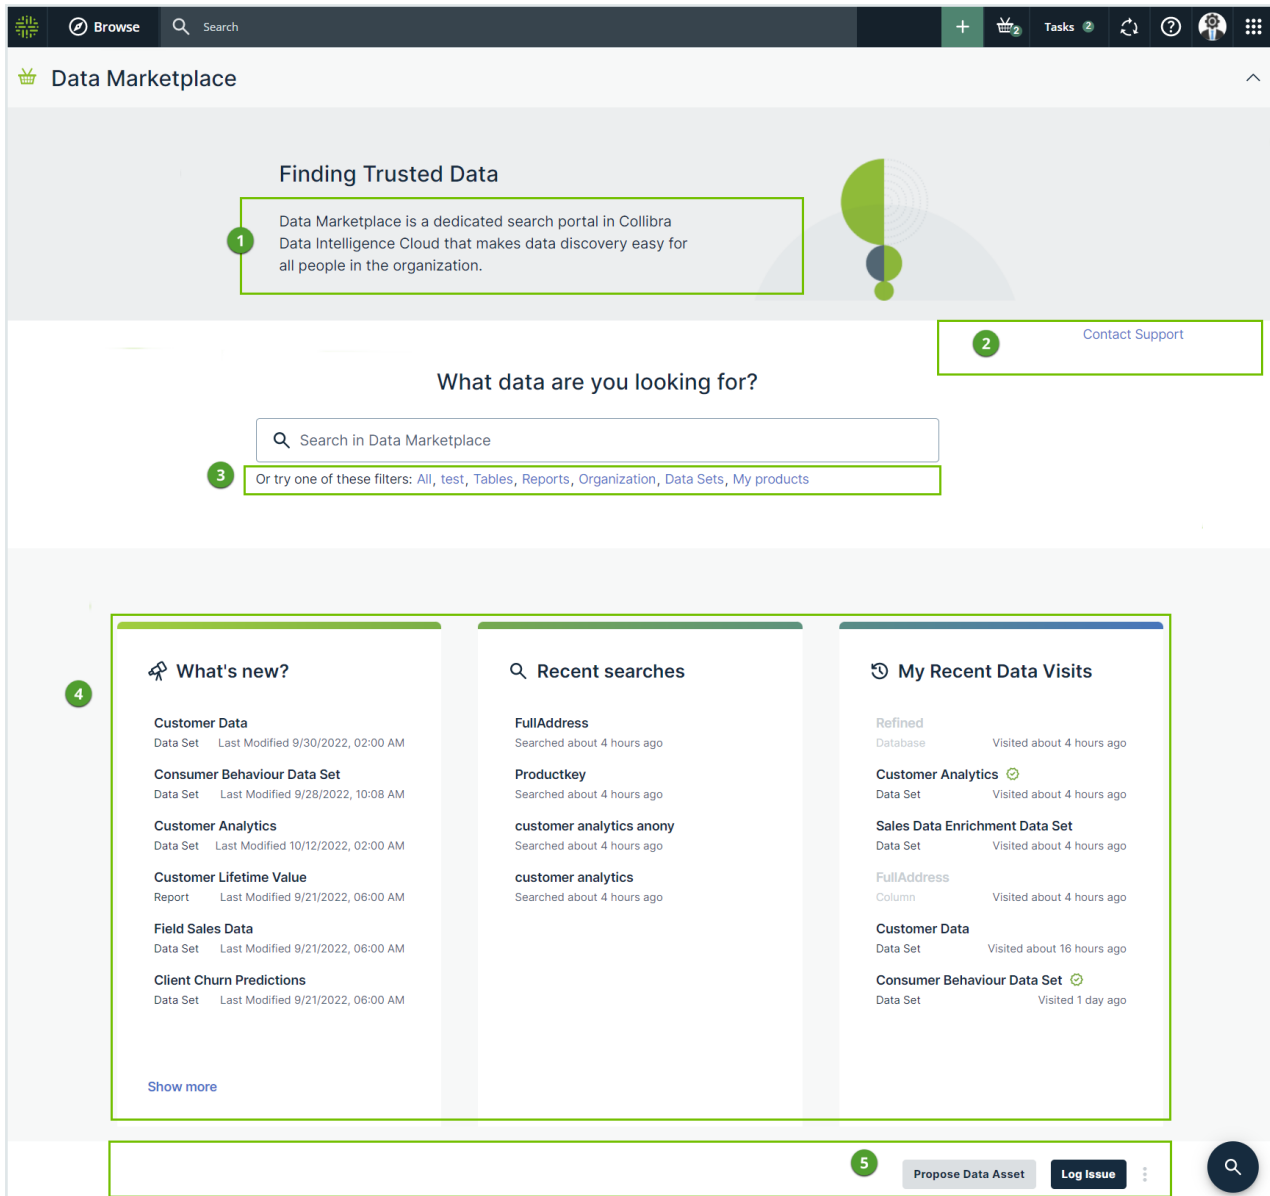 Browse
Search
2
Tasks 2
Data Marketplace
Finding Trusted Data
1
Data Marketplace is a dedicated search portal in Collibra
Data Intelligence Cloud that makes data discovery easy for
all people in the organization.
2
Contact Support
What data are you looking for?
Search in Data Marketplace
3
Or try one of these filters: All, test, Tables, Reports, Organization, Data Sets, My products
4
What's new?
Customer Data
Data Set Last Modified 9/30/2022, 02:00 AM
Consumer Behaviour Data Set
Data Set Last Modified 9/28/2022, 10:08 AM
Customer Analytics
Data Set Last Modified 10/12/2022, 02:00 AM
Customer Lifetime Value
Report Last Modified 9/21/2022, 06:00 AM
Field Sales Data
Data Set Last Modified 9/21/2022, 06:00 AM
Client Churn Predictions
Data Set Last Modified 9/21/2022, 06:00 AM
Show more
Recent searches
FullAddress
Searched about 4 hours ago
Productkey
Searched about 4 hours ago
customer analytics anony
Searched about 4 hours ago
customer analytics
Searched about 4 hours ago
My Recent Data Visits
Refined
Database Visited about 4 hours ago
Customer Analytics
Data Set Visited about 4 hours ago
Sales Data Enrichment Data Set
Data Set Visited about 4 hours ago
FullAddress
Column Visited about 4 hours ago
Customer Data
Data Set Visited about 16 hours ago
Consumer Behaviour Data Set
Data Set Visited 1 day ago
5
Propose Data Asset
Log Issue